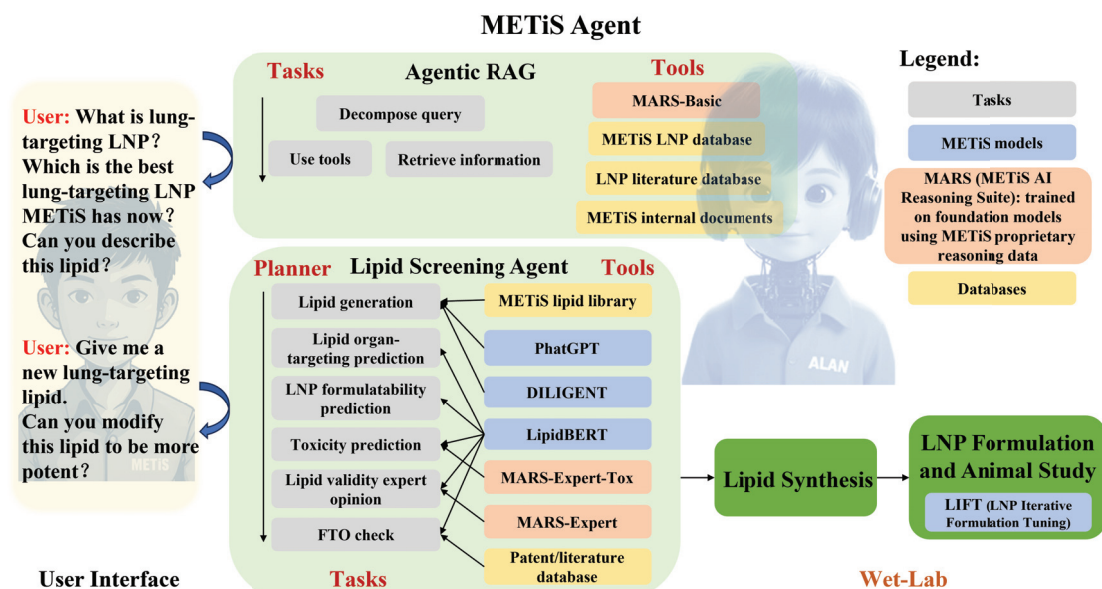 METiS Agent
User: What is lung-
targeting LNP?
Which is the best
lung-targeting LNP
METiS has now?
Can you describe
this lipid?
User: Give me a
new lung-targeting
lipid.
Can you modify
this lipid to be more
potent?
METiS
User Interface
Tasks
Agentic RAG
Tools
Decompose query
Use tools
Retrieve information
MARS-Basic
METiS LNP database
LNP literature database
METiS internal documents
Planner
Lipid Screening Agent
Tools
Lipid generation
Lipid organ-
targeting prediction
LNP formulatability
prediction
Toxicity prediction
Lipid validity expert
opinion
FTO check
Tasks
METiS lipid library
PhatGPT
DILIGENT
LipidBERT
MARS-Expert-Tox
MARS-Expert
Patent/literature
database
ALAN
Legend:
Tasks
METiS models
MARS (METiS AI
Reasoning Suite): trained
on foundation models
using METiS proprietary
reasoning data
Databases
Lipid Synthesis
LNP Formulation
and Animal Study
LIFT (LNP Iterative
Formulation Tuning)
Wet-Lab